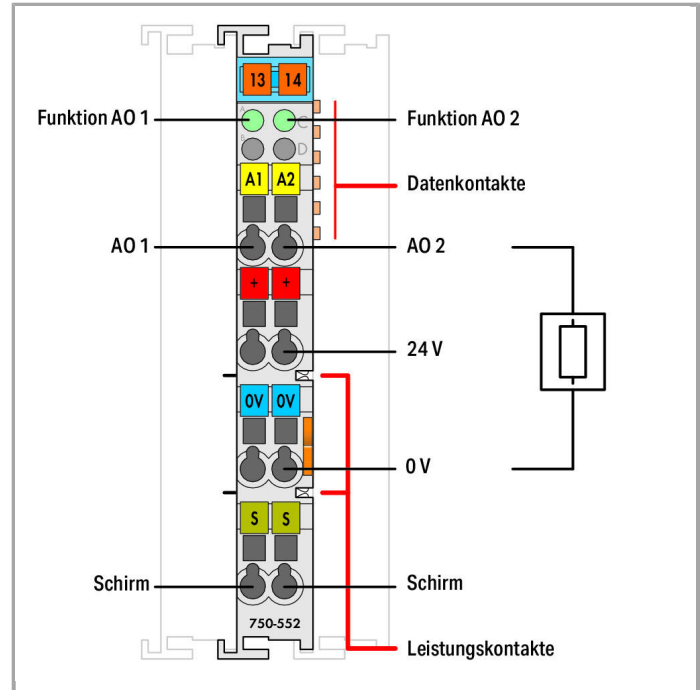 13 14
Funktion AO 1
Funktion AO 2
A
C
B
D
A1 A2
Datenkontakte
AO 1
AO 2
+ +
24 V
0V 0V
0 V
S S
Schirm
Schirm
750-552
Leistungskontakte